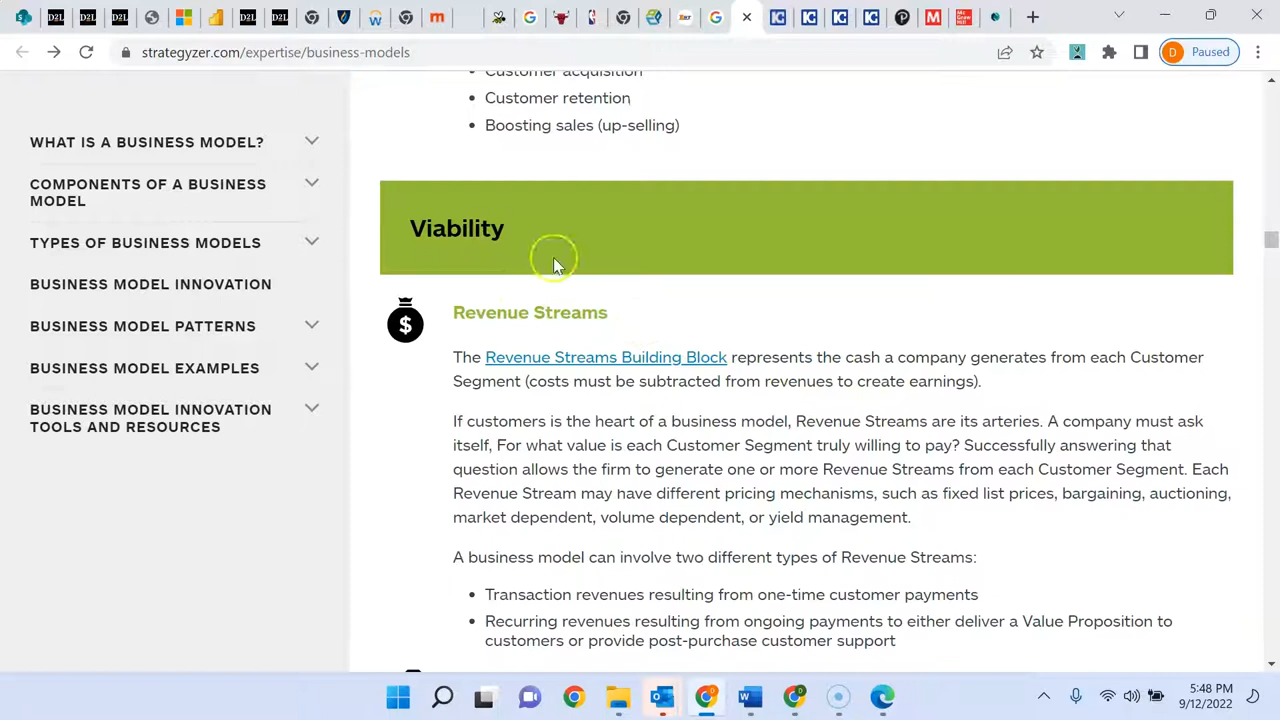 D2L
D2L
D2L
D2L
strategyzer.com/expertise/business-models
D
Paused
Customer acquisition
Customer retention
Boosting sales (up-selling)
WHAT IS A BUSINESS MODEL?
COMPONENTS OF A BUSINESS
MODEL
TYPES OF BUSINESS MODELS
BUSINESS MODEL INNOVATION
BUSINESS MODEL PATTERNS
BUSINESS MODEL EXAMPLES
BUSINESS MODEL INNOVATION
TOOLS AND RESOURCES
Viability
$
Revenue Streams
The Revenue Streams Building Block represents the cash a company generates from each Customer
Segment (costs must be subtracted from revenues to create earnings).
If customers is the heart of a business model, Revenue Streams are its arteries. A company must ask
itself, For what value is each Customer Segment truly willing to pay? Successfully answering that
question allows the firm to generate one or more Revenue Streams from each Customer Segment. Each
Revenue Stream may have different pricing mechanisms, such as fixed list prices, bargaining, auctioning,
market dependent, volume dependent, or yield management.
A business model can involve two different types of Revenue Streams:
Transaction revenues resulting from one-time customer payments
Recurring revenues resulting from ongoing payments to either deliver a Value Proposition to
customers or provide post-purchase customer support
5:48 PM
9/12/2022